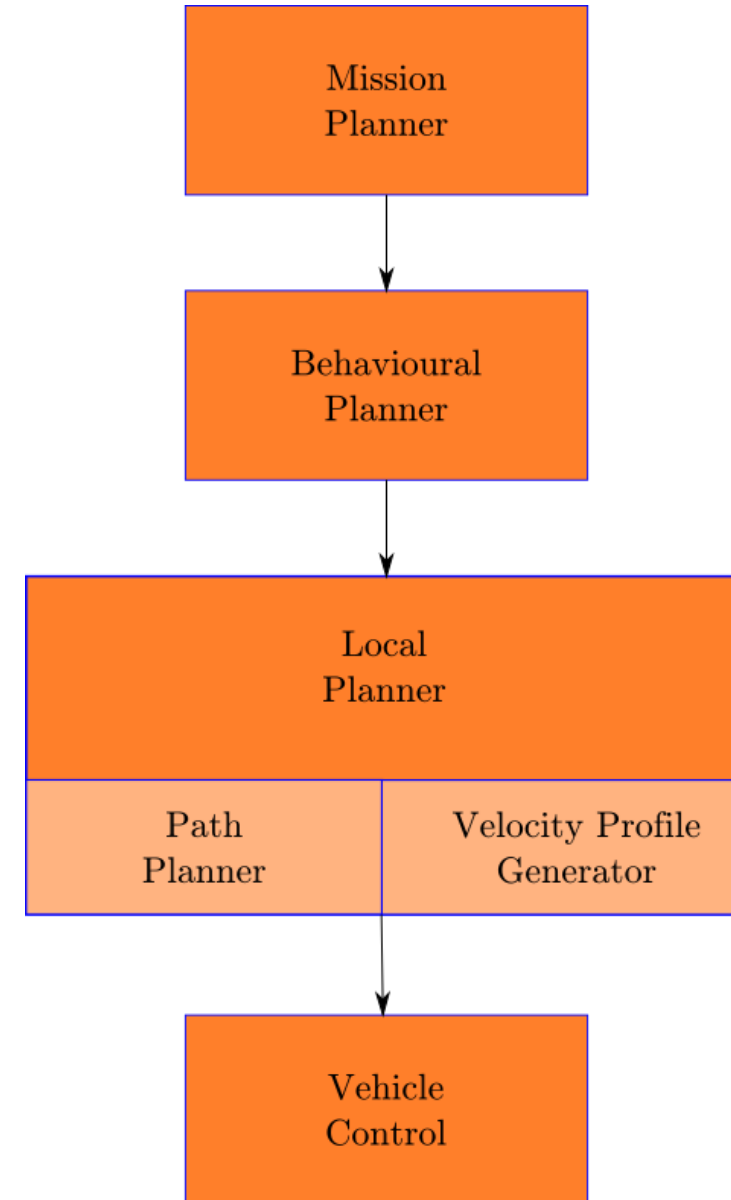 Mission
Planner
Behavioural
Planner
Local
Planner
Path
Planner
Velocity Profile
Generator
Vehicle
Control